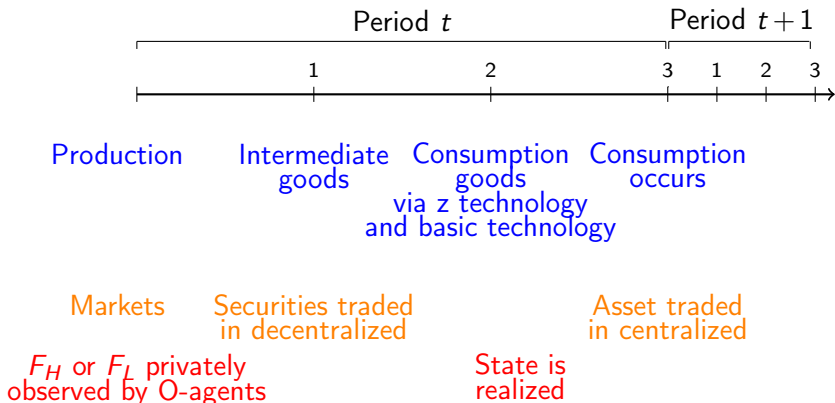 Period t
Period t + 1
1
2
3
1
2
3
Production
Intermediate
goods
Consumption
goods
via z technology
and basic technology
Consumption
occurs
Markets
Securities traded
in decentralized
Asset traded
in centralized
F_H or F_L privately
observed by O-agents
State is
realized